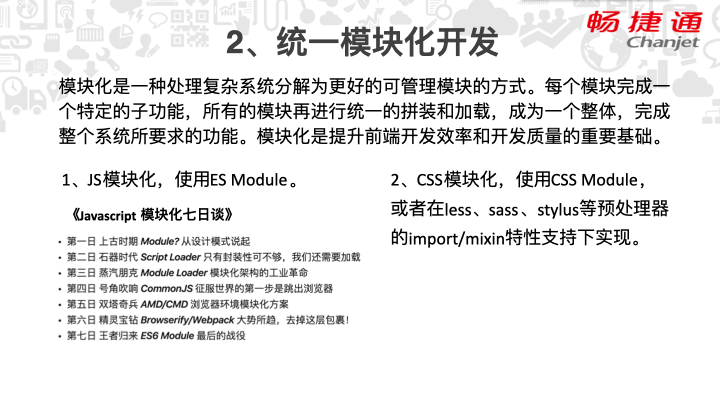 畅捷通
Chanjet
2、统一模块化开发
模块化是一种处理复杂系统分解为更好的可管理模块的方式。每个模块完成一
个特定的子功能，所有的模块再进行统一的拼装和加载，成为一个整体，完成
整个系统所要求的功能。模块化是提升前端开发效率和开发质量的重要基础。
1、JS模块化，使用ES Module。
《Javascript 模块化七日谈》
• 第一日 上古时期 Module? 从设计模式说起
• 第二日 石器时代 Script Loader 只有封装性可不够，我们还需要加载
• 第三日 蒸汽朋克 Module Loader 模块化架构的工业革命
• 第四日 号角吹响 CommonJS 征服世界的第一步是跳出浏览器
• 第五日 双塔奇兵 AMD/CMD 浏览器环境模块化方案
• 第六日 精灵宝钻 Browserify/Webpack 大势所趋，去掉这层包裹！
• 第七日 王者归来 ES6 Module 最后的战役
2、CSS模块化，使用CSS Module，
或者在less、sass、stylus等预处理器
的import/mixin特性支持下实现。